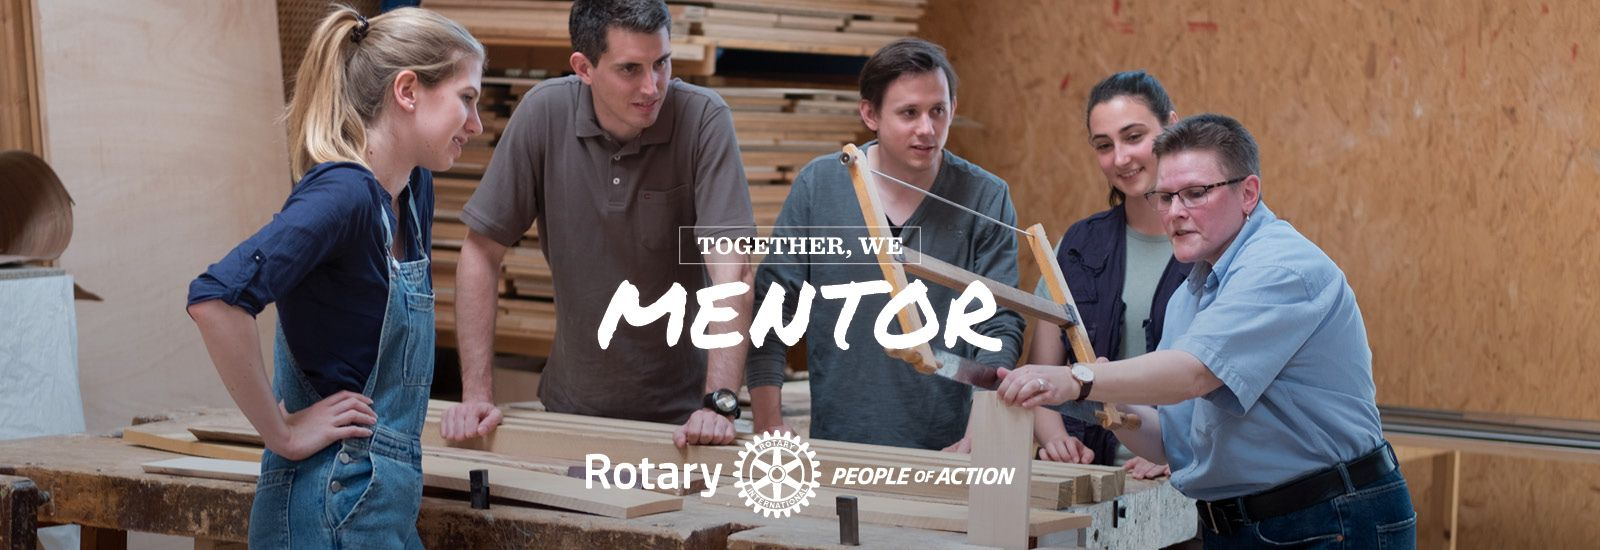 TOGETHER, WE
MENTOR
Rotary
ROTARY
INTERNATIONAL
PEOPLE OF ACTION